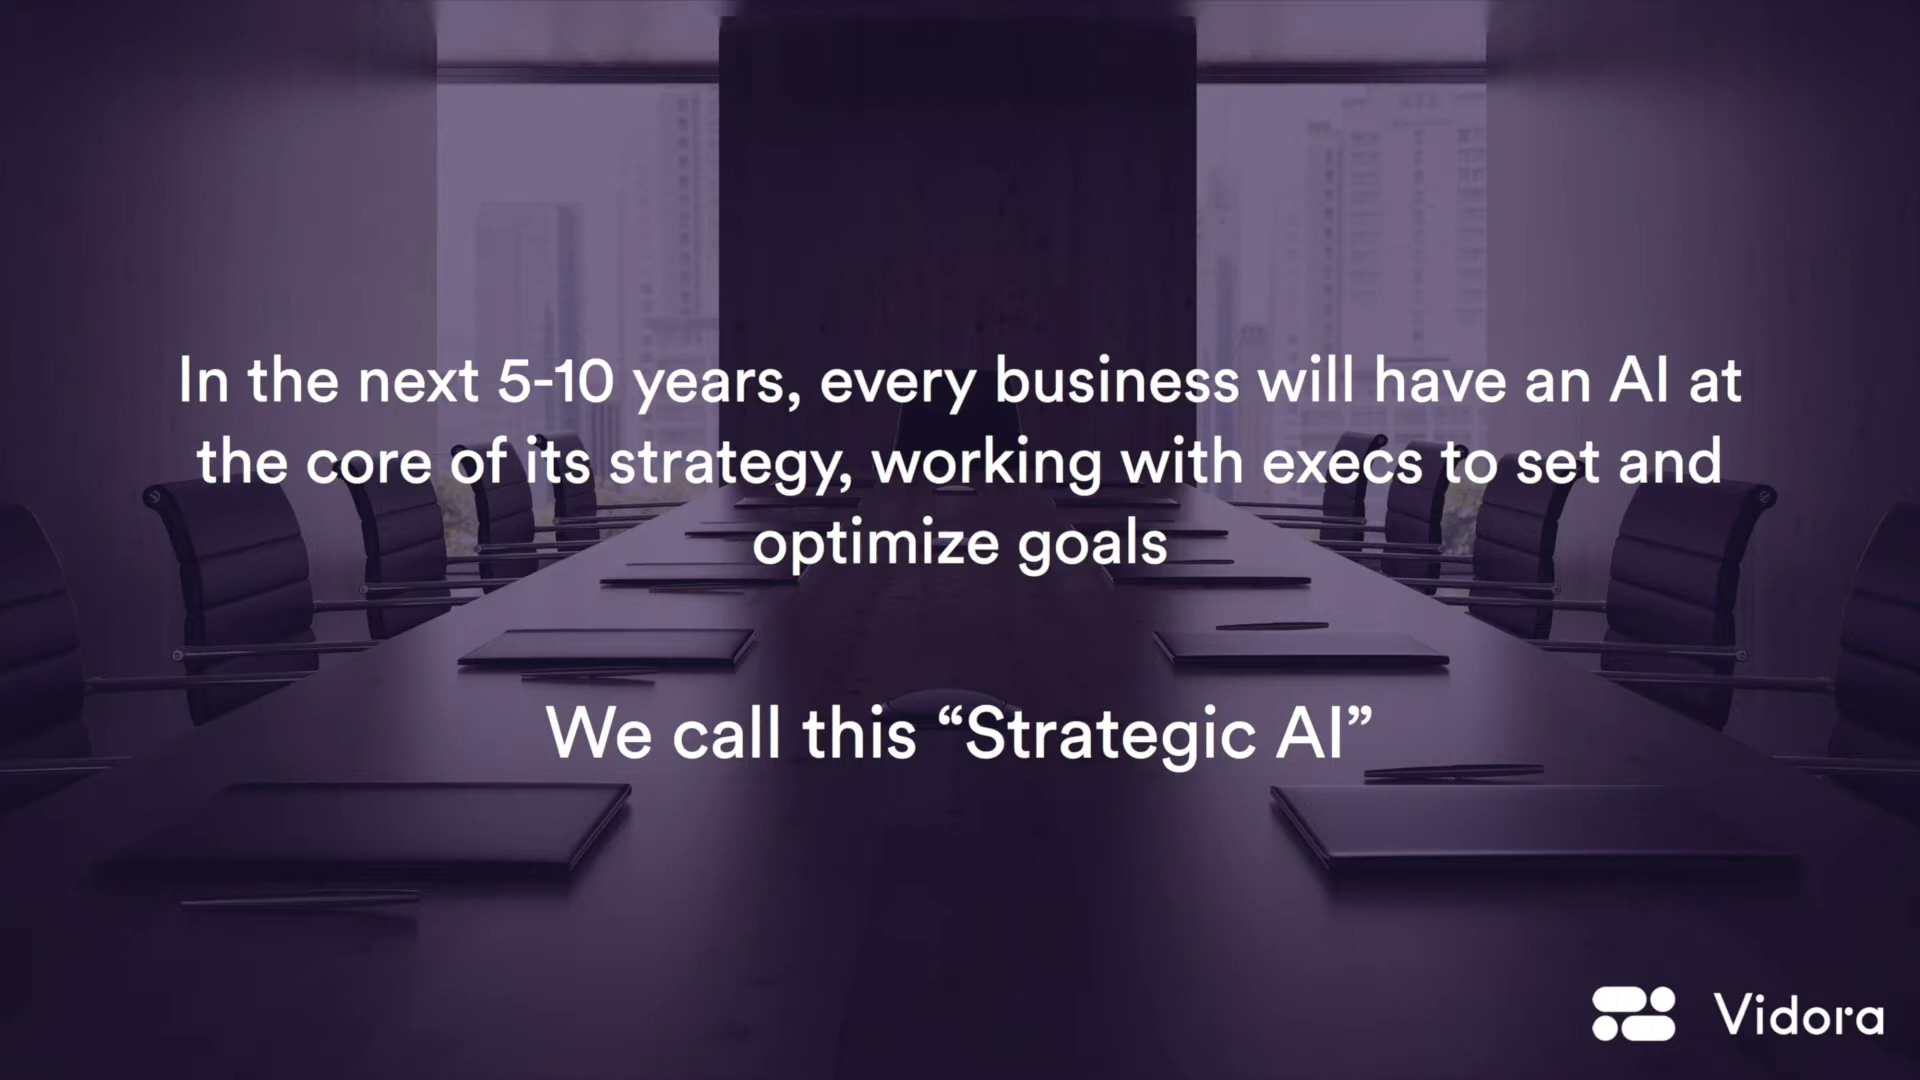 In the next 5-10 years, every business will have an AI at
the core of its strategy, working with execs to set and
optimize goals
We call this “Strategic AI”
Vidora